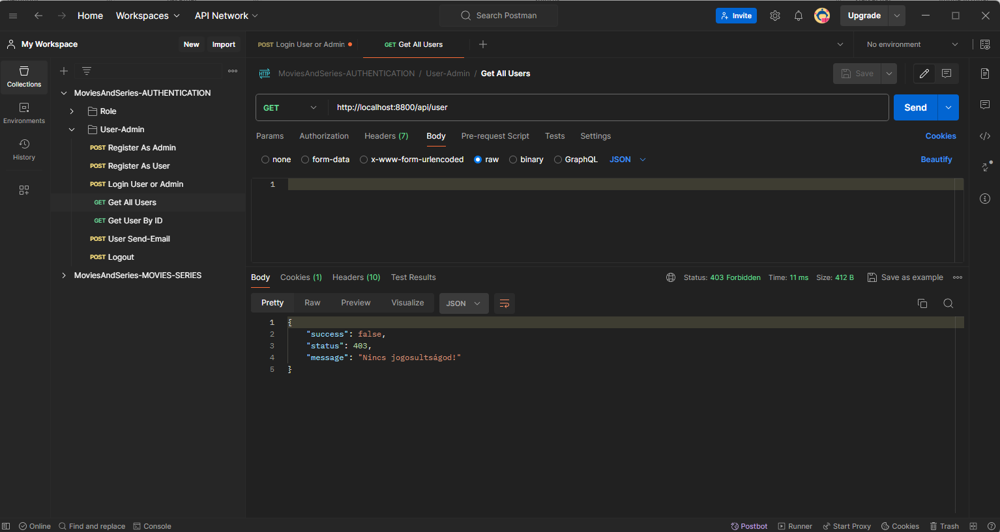 Home Workspaces API Network Search Postman Invite Upgrade
My Workspace New Import POST Login User or Admin GET Get All Users No environment
Collections
Environments
History
MoviesAndSeries-AUTHENTICATION
Role
User-Admin
POST Register As Admin
POST Register As User
POST Login User or Admin
GET Get All Users
GET Get User By ID
POST User Send-Email
POST Logout
MoviesAndSeries-MOVIES-SERIES
HTTP MoviesAndSeries-AUTHENTICATION / User-Admin / Get All Users Save
GET http://localhost:8800/api/user Send
Params Authorization Headers (7) Body Pre-request Script Tests Settings Cookies
none form-data x-www-form-urlencoded raw binary GraphQL JSON Beautify
1
Body Cookies (1) Headers (10) Test Results Status: 403 Forbidden Time: 11 ms Size: 412 B Save as example
Pretty Raw Preview Visualize JSON
1 {
2 "success": false,
3 "status": 403,
4 "message": "Nincs jogosultságod!"
5 }
Online Find and replace Console Postbot Runner Start Proxy Cookies Trash